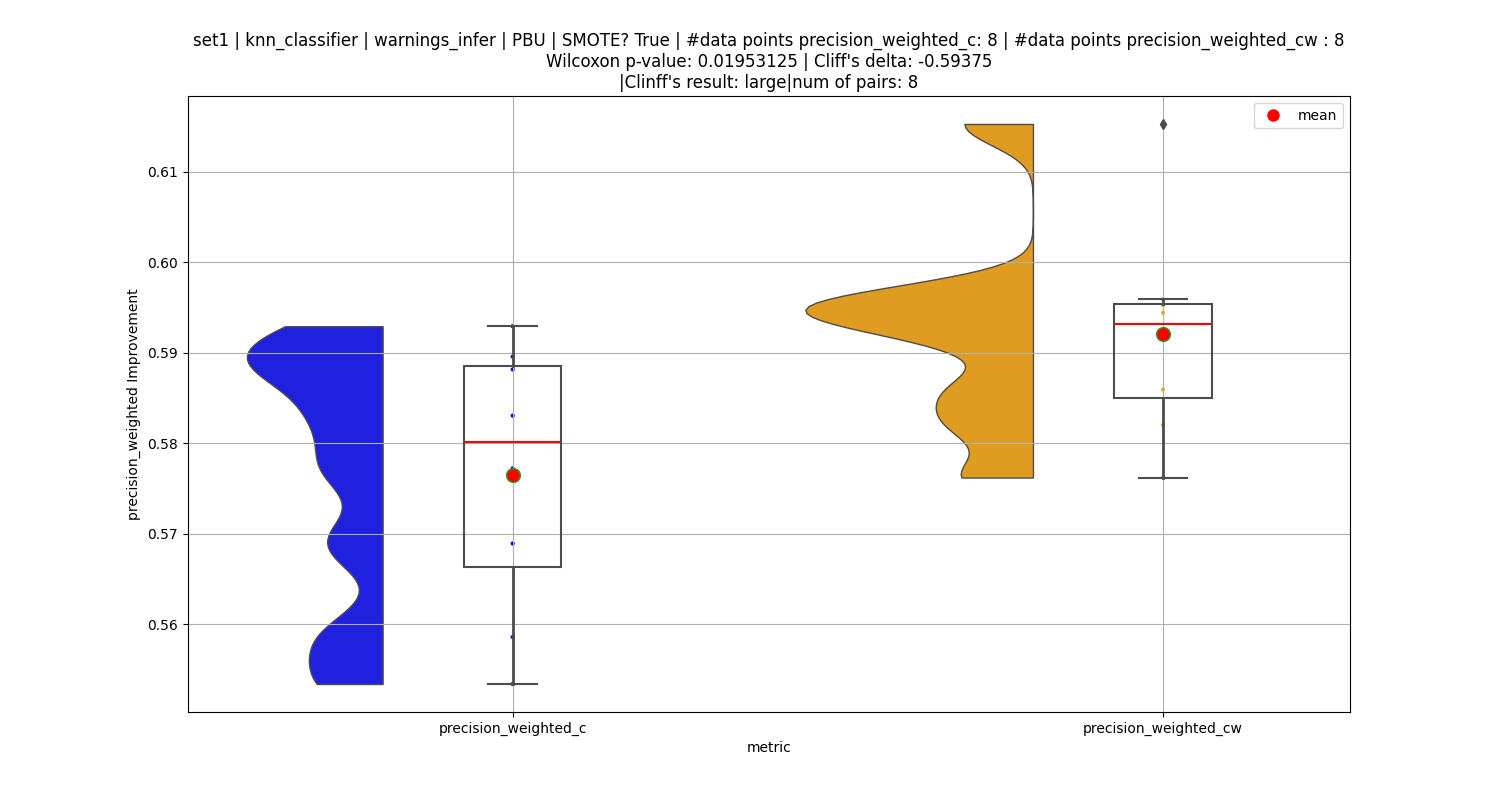 set1 | knn_classifier | warnings_infer | PBU | SMOTE? True | #data points precision_weighted_c: 8 | #data points precision_weighted_cw : 8
Wilcoxon p-value: 0.01953125 | Cliff's delta: -0.59375
|Clinff's result: large|num of pairs: 8
mean
0.61
0.60
0.59
0.58
0.57
0.56
precision_weighted Improvement
precision_weighted_c
precision_weighted_cw
metric